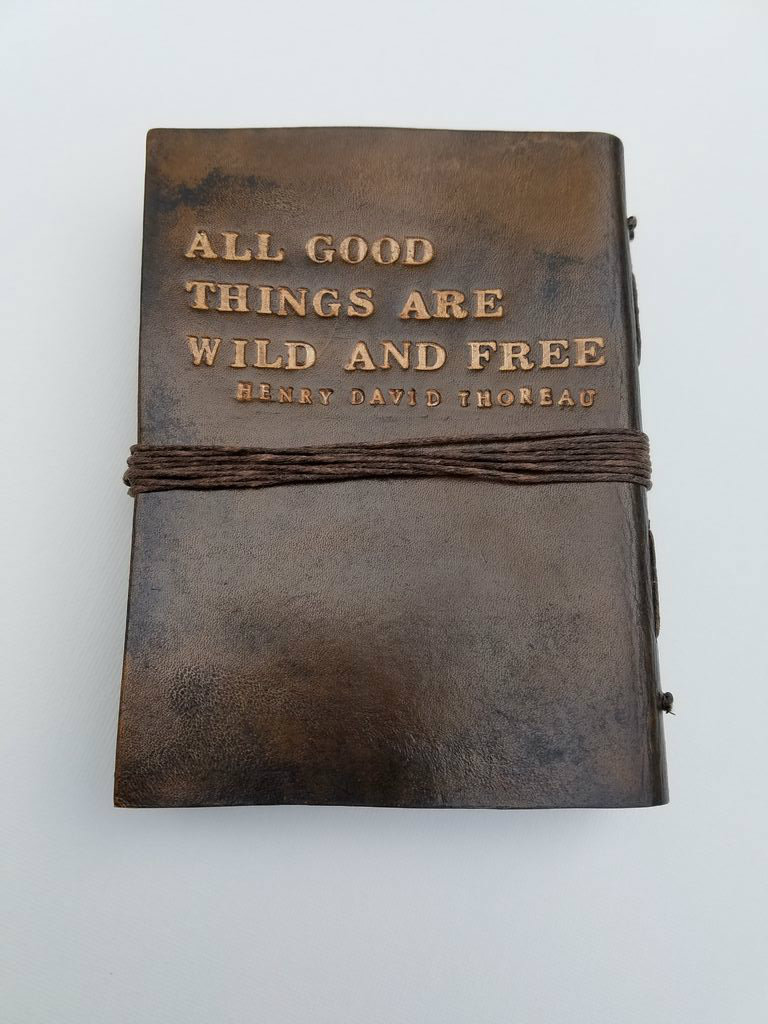 ALL GOOD
THINGS ARE
WILD AND FREE
HENRY DAVID THOREAU